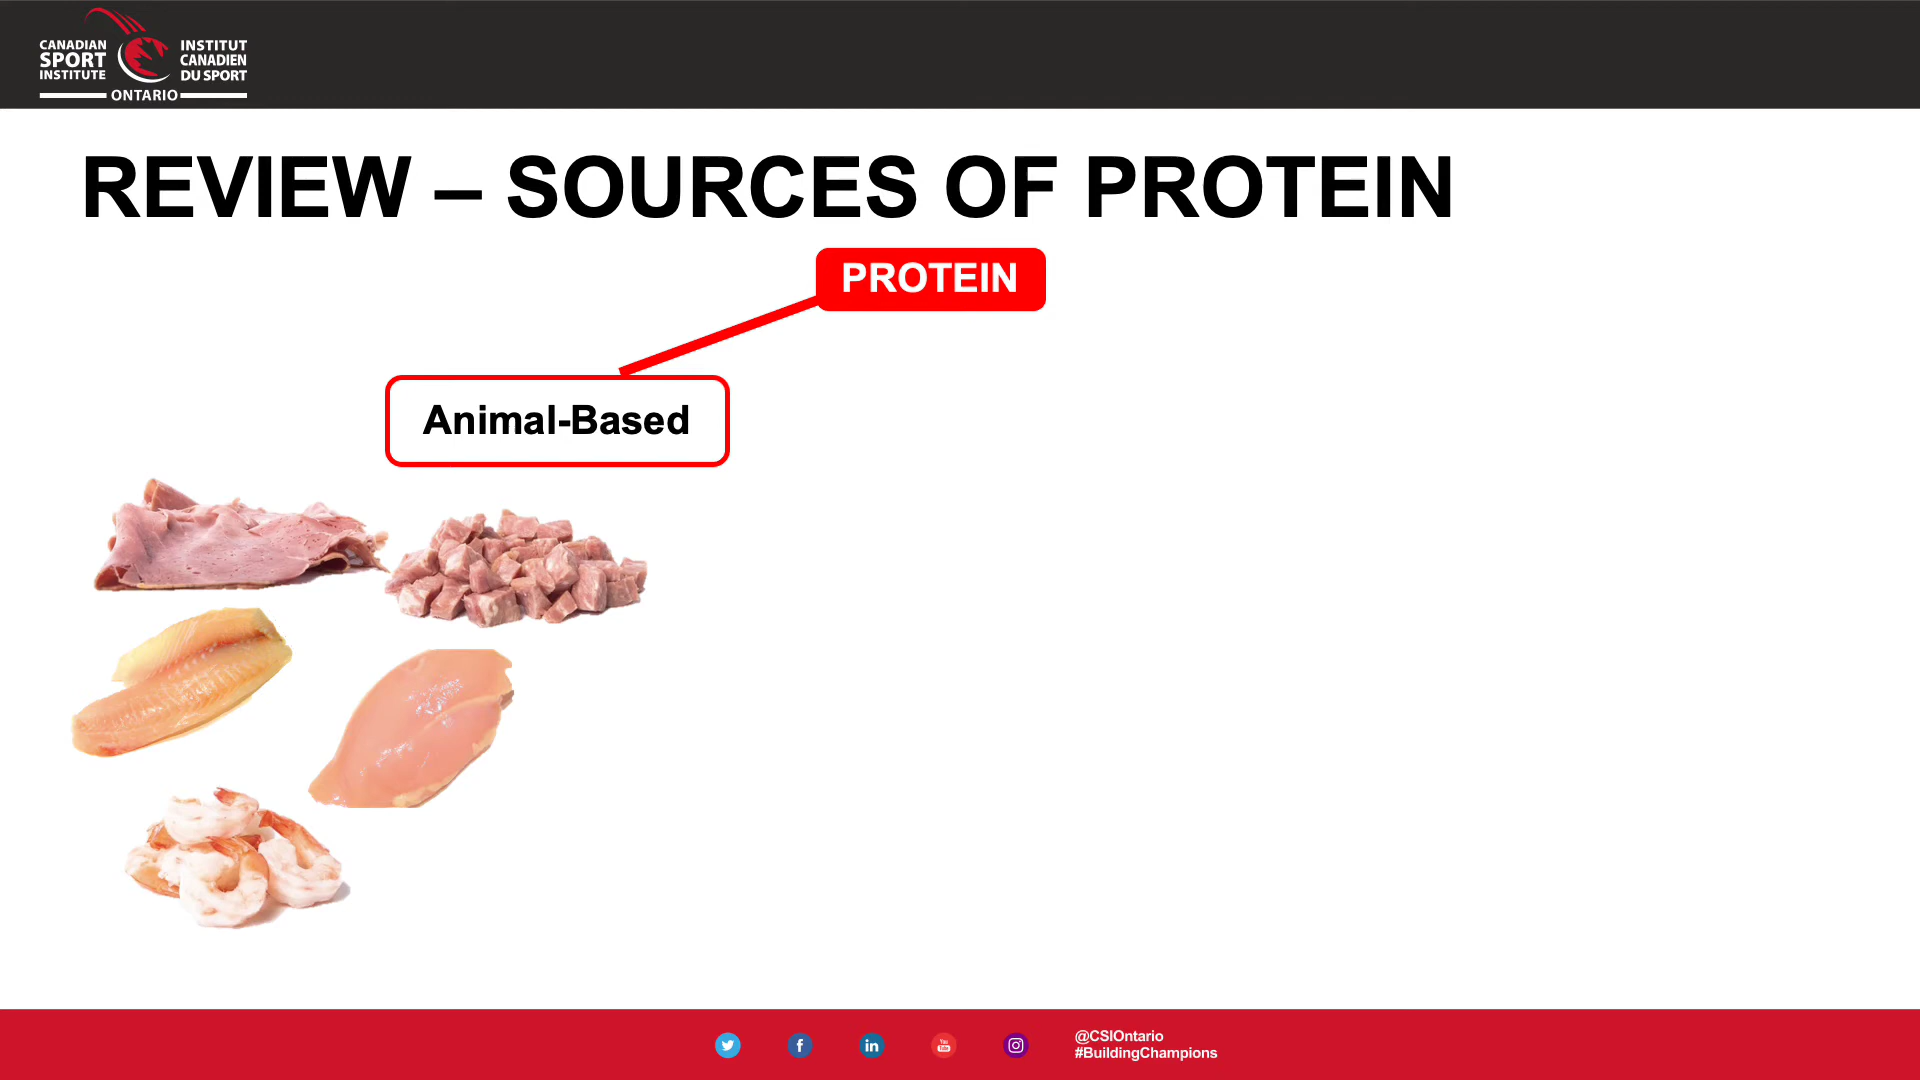 CANADIAN
SPORT
INSTITUTE
INSTITUT
CANADIEN
DU SPORT
ONTARIO
REVIEW – SOURCES OF PROTEIN
PROTEIN
Animal-Based
@CSIOntario
#BuildingChampions